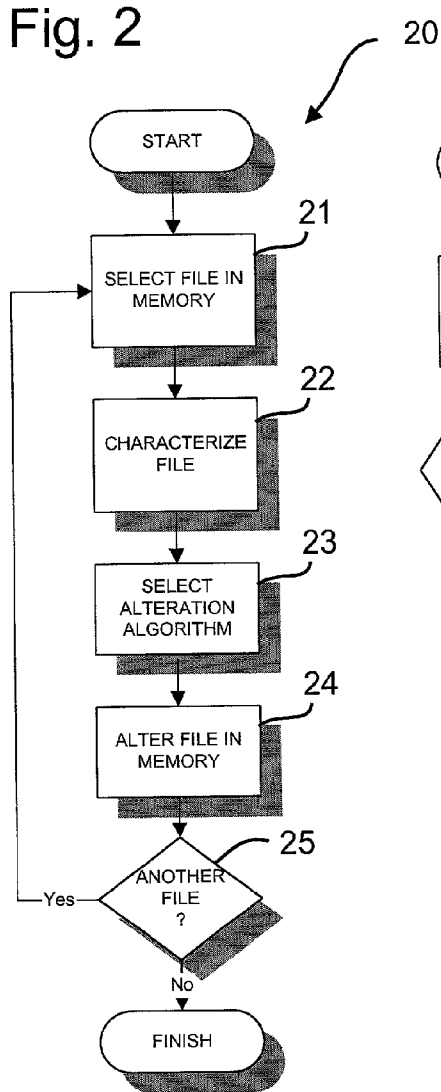 Fig. 2
20
START
21
SELECT FILE IN
MEMORY
22
CHARACTERIZE
FILE
23
SELECT
ALTERATION
ALGORITHM
24
ALTER FILE IN
MEMORY
25
ANOTHER
FILE
?
Yes
No
FINISH